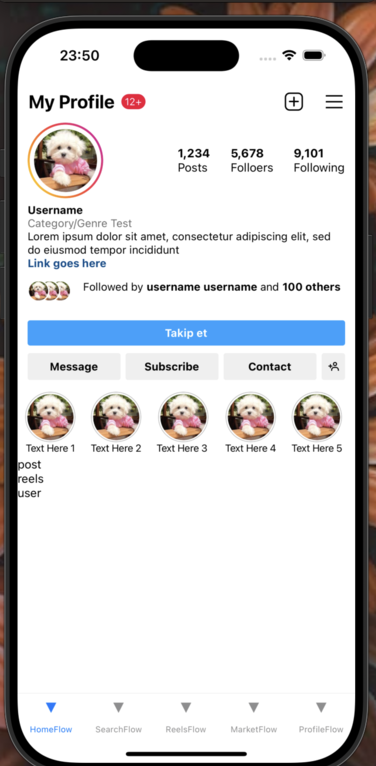 23:50
My Profile 12+
1,234 5,678 9,101
Posts Folloers Following
Username
Category/Genre Test
Lorem ipsum dolor sit amet, consectetur adipiscing elit, sed
do eiusmod tempor incididunt
Link goes here
Followed by username username and 100 others
Takip et
Message Subscribe Contact
Text Here 1 Text Here 2 Text Here 3 Text Here 4 Text Here 5
post
reels
user
HomeFlow SearchFlow ReelsFlow MarketFlow ProfileFlow